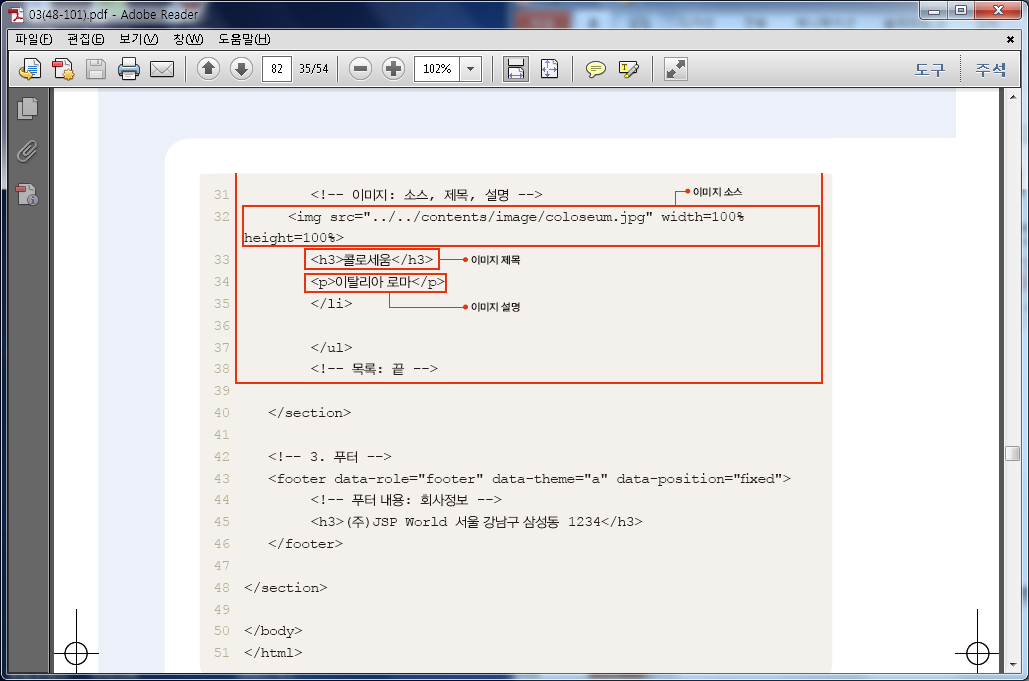 03(48-101).pdf - Adobe Reader
파일(F) 편집(E) 보기(V) 창(W) 도움말(H)
82 35/54 102% 도구 주석
31 <!-- 이미지: 소스, 제목, 설명 --> 이미지 소스
32 <img src="../../contents/image/coloseum.jpg" width=100%
height=100%>
33 <h3>콜로세움</h3> 이미지 제목
34 <p>이탈리아 로마</p>
35 </li> 이미지 설명
36
37 </ul>
38 <!-- 목록: 끝 -->
39
40 </section>
41
42 <!-- 3. 푸터 -->
43 <footer data-role="footer" data-theme="a" data-position="fixed">
44 <!-- 푸터 내용: 회사정보 -->
45 <h3>(주)JSP World 서울 강남구 삼성동 1234</h3>
46 </footer>
47
48 </section>
49
50 </body>
51 </html>